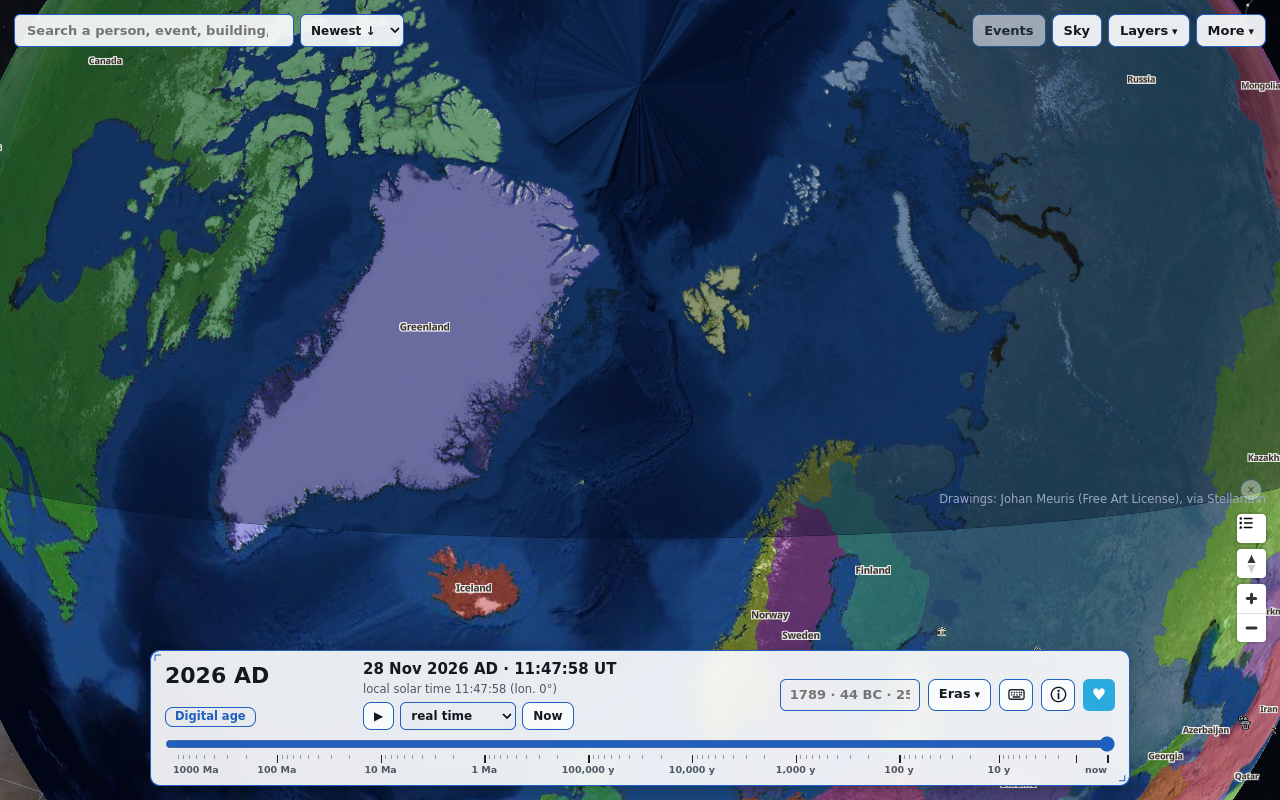 Search a person, event, building,
Newest ↓
Events
Sky
Layers ▾
More ▾
Canada
Russia
Mongolia
Greenland
Kazakh
Drawings: Johan Meuris (Free Art License), via Stellarium
Iceland
Finland
Norway
Sweden
Iran
Azerbaijan
Georgia
Qatar
2026 AD
Digital age
28 Nov 2026 AD · 11:47:58 UT
local solar time 11:47:58 (lon. 0°)
real time
Now
1789 · 44 BC · 25
Eras ▾
1000 Ma
100 Ma
10 Ma
1 Ma
100,000 y
10,000 y
1,000 y
100 y
10 y
now